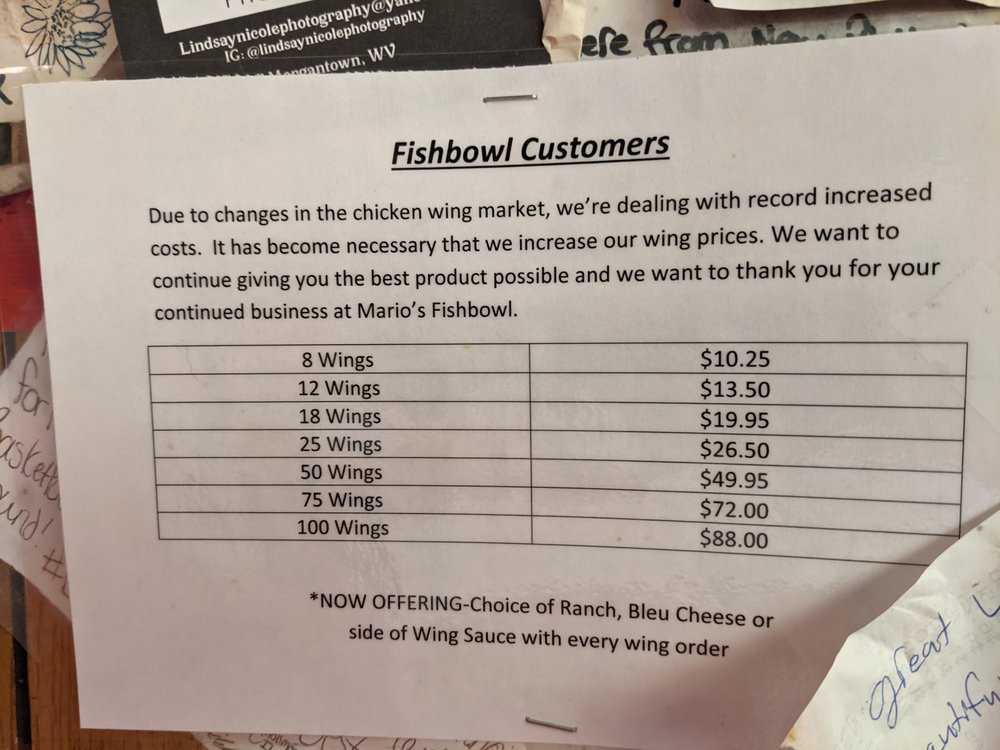 Lindsaynicolephotography@ya
IG: @lindsaynicolephotography
Morgantown, WV
ere from
Fishbowl Customers
Due to changes in the chicken wing market, we're dealing with record increased
costs. It has become necessary that we increase our wing prices. We want to
continue giving you the best product possible and we want to thank you for your
continued business at Mario's Fishbowl.
8 Wings $10.25
12 Wings $13.50
18 Wings $19.95
25 Wings $26.50
50 Wings $49.95
75 Wings $72.00
100 Wings $88.00
*NOW OFFERING-Choice of Ranch, Bleu Cheese or
side of Wing Sauce with every wing order
for
great